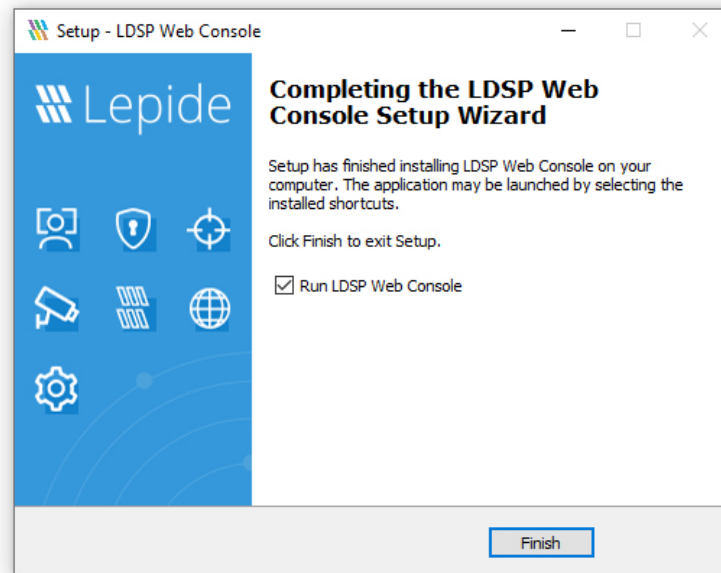 Setup - LDSP Web Console
Lepide
Completing the LDSP Web
Console Setup Wizard
Setup has finished installing LDSP Web Console on your
computer. The application may be launched by selecting the
installed shortcuts.
Click Finish to exit Setup.
Run LDSP Web Console
Finish